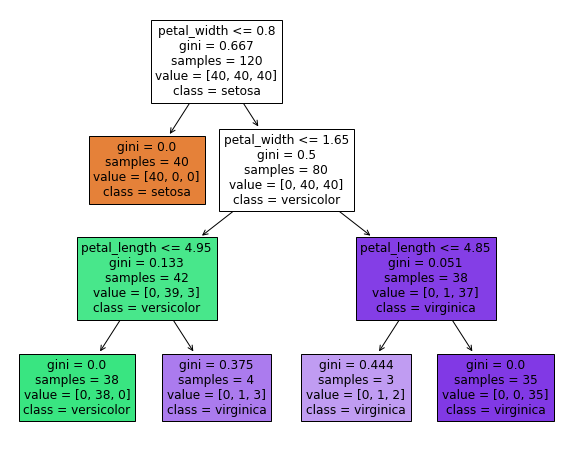 petal_width <= 0.8
gini = 0.667
samples = 120
value = [40, 40, 40]
class = setosa
gini = 0.0
samples = 40
value = [40, 0, 0]
class = setosa
petal_width <= 1.65
gini = 0.5
samples = 80
value = [0, 40, 40]
class = versicolor
petal_length <= 4.95
gini = 0.133
samples = 42
value = [0, 39, 3]
class = versicolor
petal_length <= 4.85
gini = 0.051
samples = 38
value = [0, 1, 37]
class = virginica
gini = 0.0
samples = 38
value = [0, 38, 0]
class = versicolor
gini = 0.375
samples = 4
value = [0, 1, 3]
class = virginica
gini = 0.444
samples = 3
value = [0, 1, 2]
class = virginica
gini = 0.0
samples = 35
value = [0, 0, 35]
class = virginica